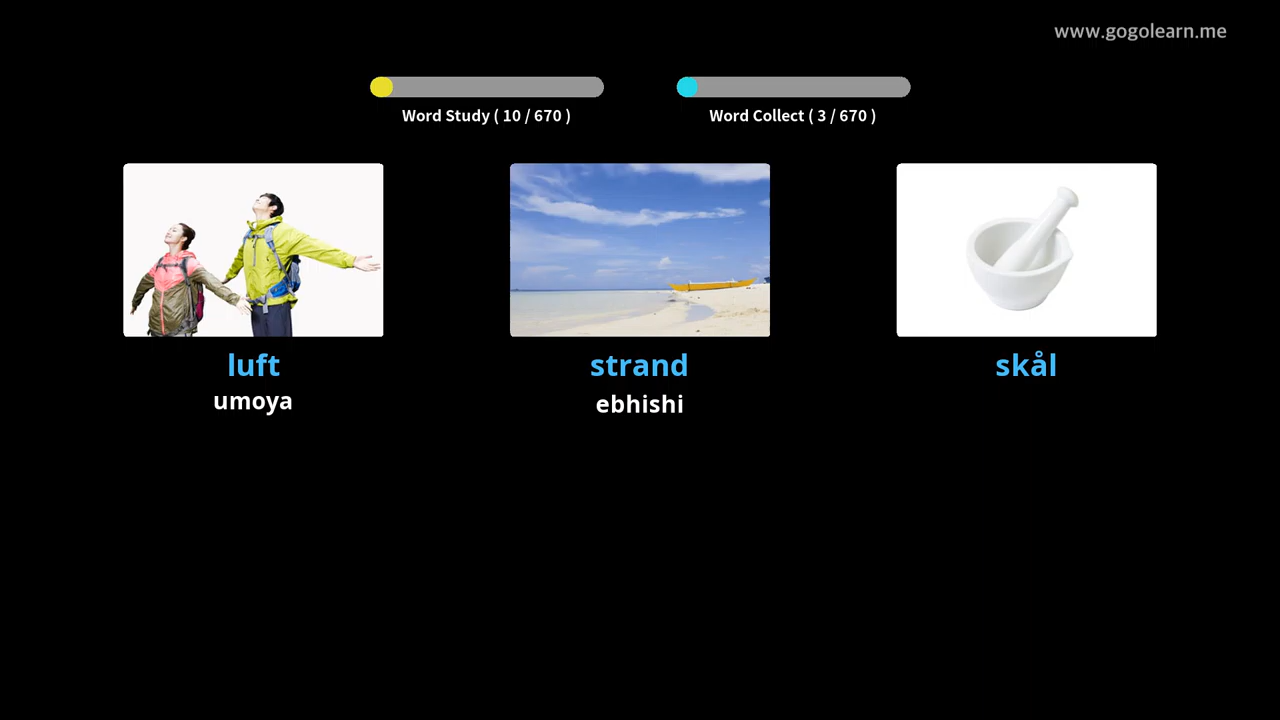 www.gogolearn.me
Word Study ( 10 / 670 )
Word Collect ( 3 / 670 )
luft
umoya
strand
ebhishi
skål